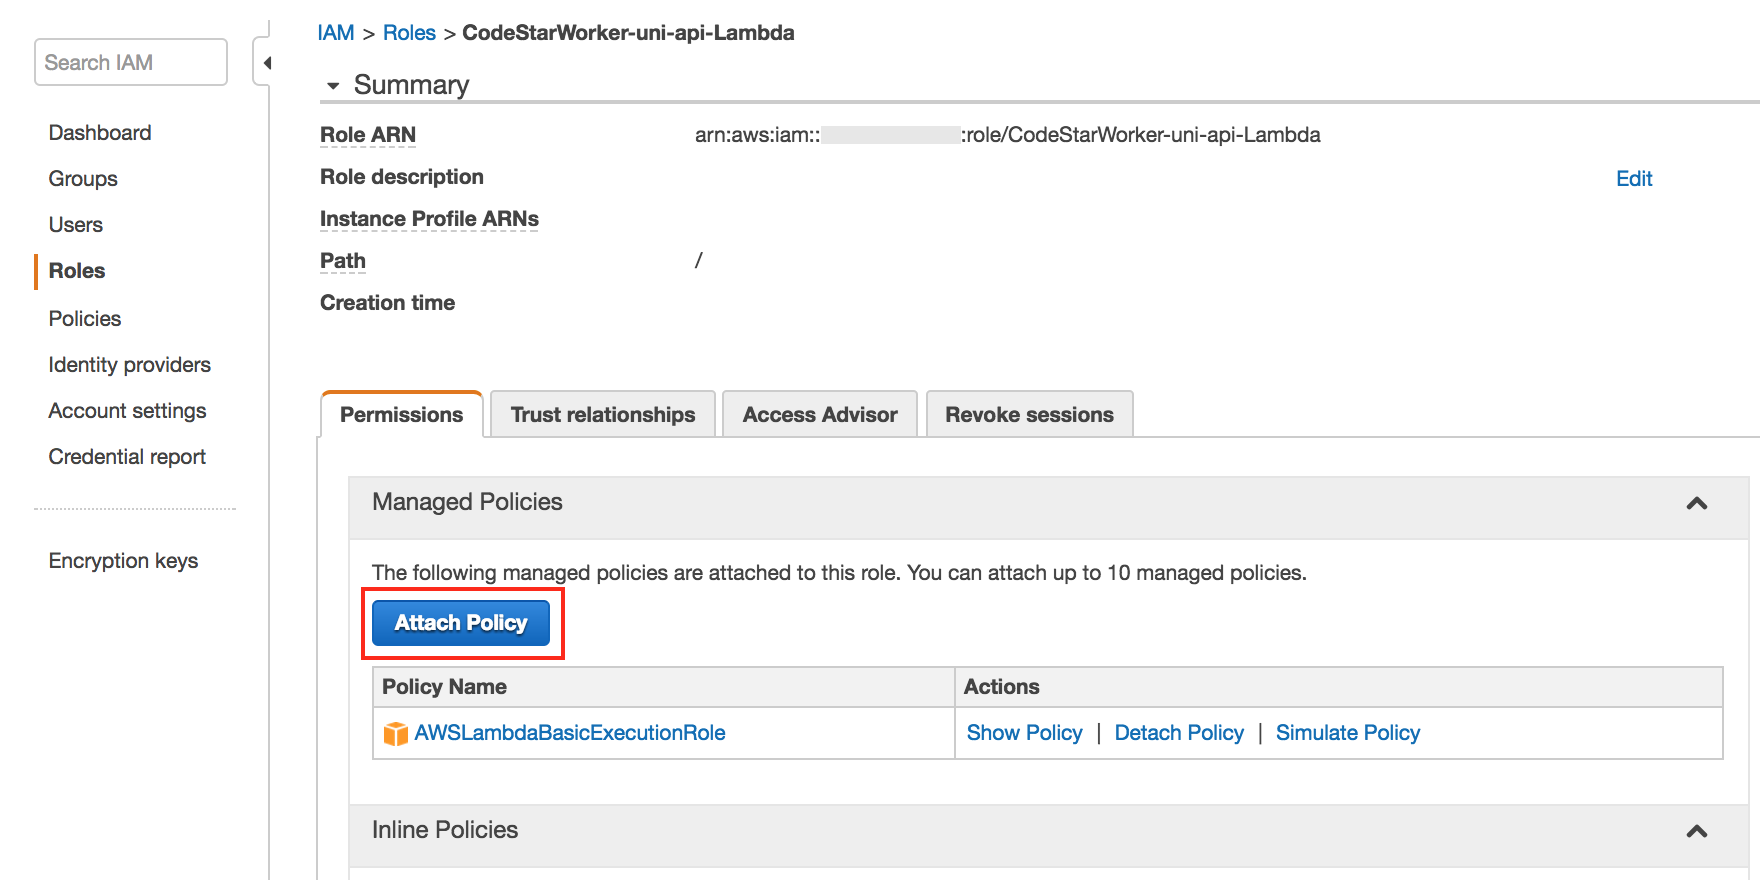 Search IAM
Dashboard
Groups
Users
Roles
Policies
Identity providers
Account settings
Credential report
Encryption keys
IAM > Roles > CodeStarWorker-uni-api-Lambda
Summary
Role ARN arn:aws:iam:: :role/CodeStarWorker-uni-api-Lambda
Role description Edit
Instance Profile ARNs
Path /
Creation time
Permissions Trust relationships Access Advisor Revoke sessions
Managed Policies
The following managed policies are attached to this role. You can attach up to 10 managed policies.
Attach Policy
Policy Name Actions
AWSLambdaBasicExecutionRole Show Policy | Detach Policy | Simulate Policy
Inline Policies